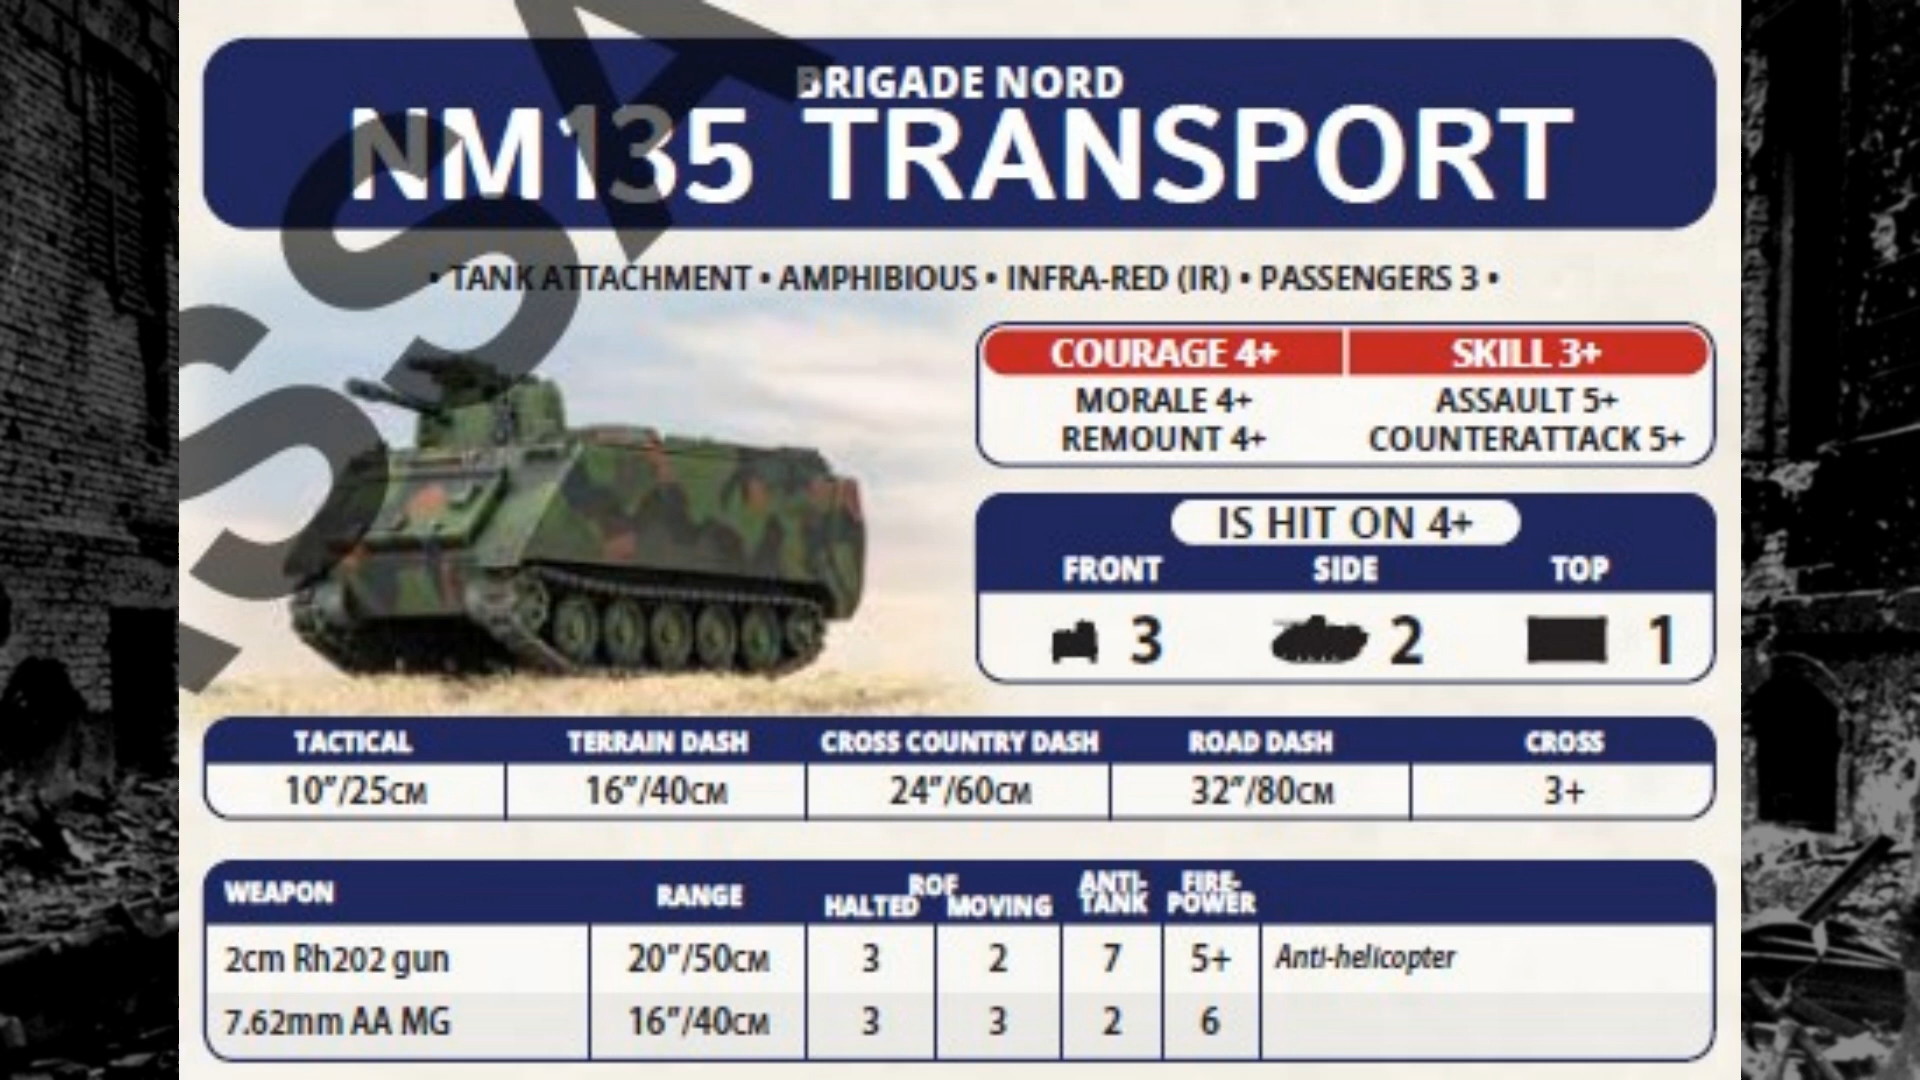 BRIGADE NORD
NM135 TRANSPORT
• TANK ATTACHMENT • AMPHIBIOUS • INFRA-RED (IR) • PASSENGERS 3 •
COURAGE 4+ SKILL 3+
MORALE 4+ ASSAULT 5+
REMOUNT 4+ COUNTERATTACK 5+
IS HIT ON 4+
FRONT SIDE TOP
3 2 1
TACTICAL TERRAIN DASH CROSS COUNTRY DASH ROAD DASH CROSS
10"/25CM 16"/40CM 24"/60CM 32"/80CM 3+
WEAPON RANGE ROF HALTED MOVING ANTI-TANK FIRE-POWER
2cm Rh202 gun 20"/50CM 3 2 7 5+ Anti-helicopter
7.62mm AA MG 16"/40CM 3 3 2 6